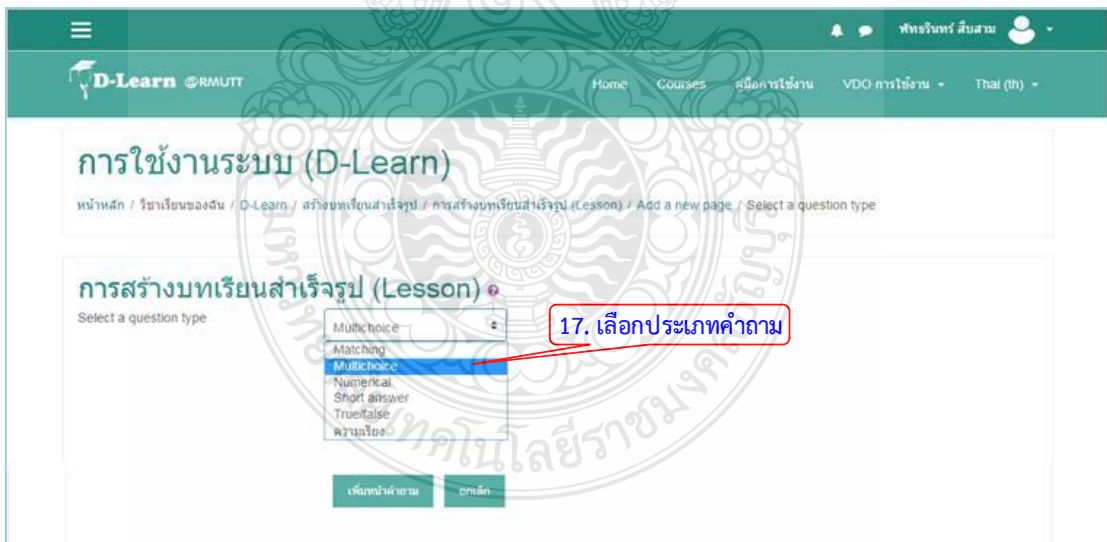 พัทธรินทร์ สืบสาม
D-Learn @RMUTT
Home Courses คู่มือการใช้งาน VDO การใช้งาน Thai (th)
การใช้งานระบบ (D-Learn)
หน้าหลัก / วิชาเรียนของฉัน / D-Learn / สร้างบทเรียนสำเร็จรูป / การสร้างบทเรียนสำเร็จรูป (Lesson) / Add a new page / Select a question type
การสร้างบทเรียนสำเร็จรูป (Lesson)
Select a question type
Multichoice
17. เลือกประเภทคำถาม
Matching
Multichoice
Numerical
Short answer
True/false
ความเรียง
เพิ่มหน้าคำถาม ยกเลิก